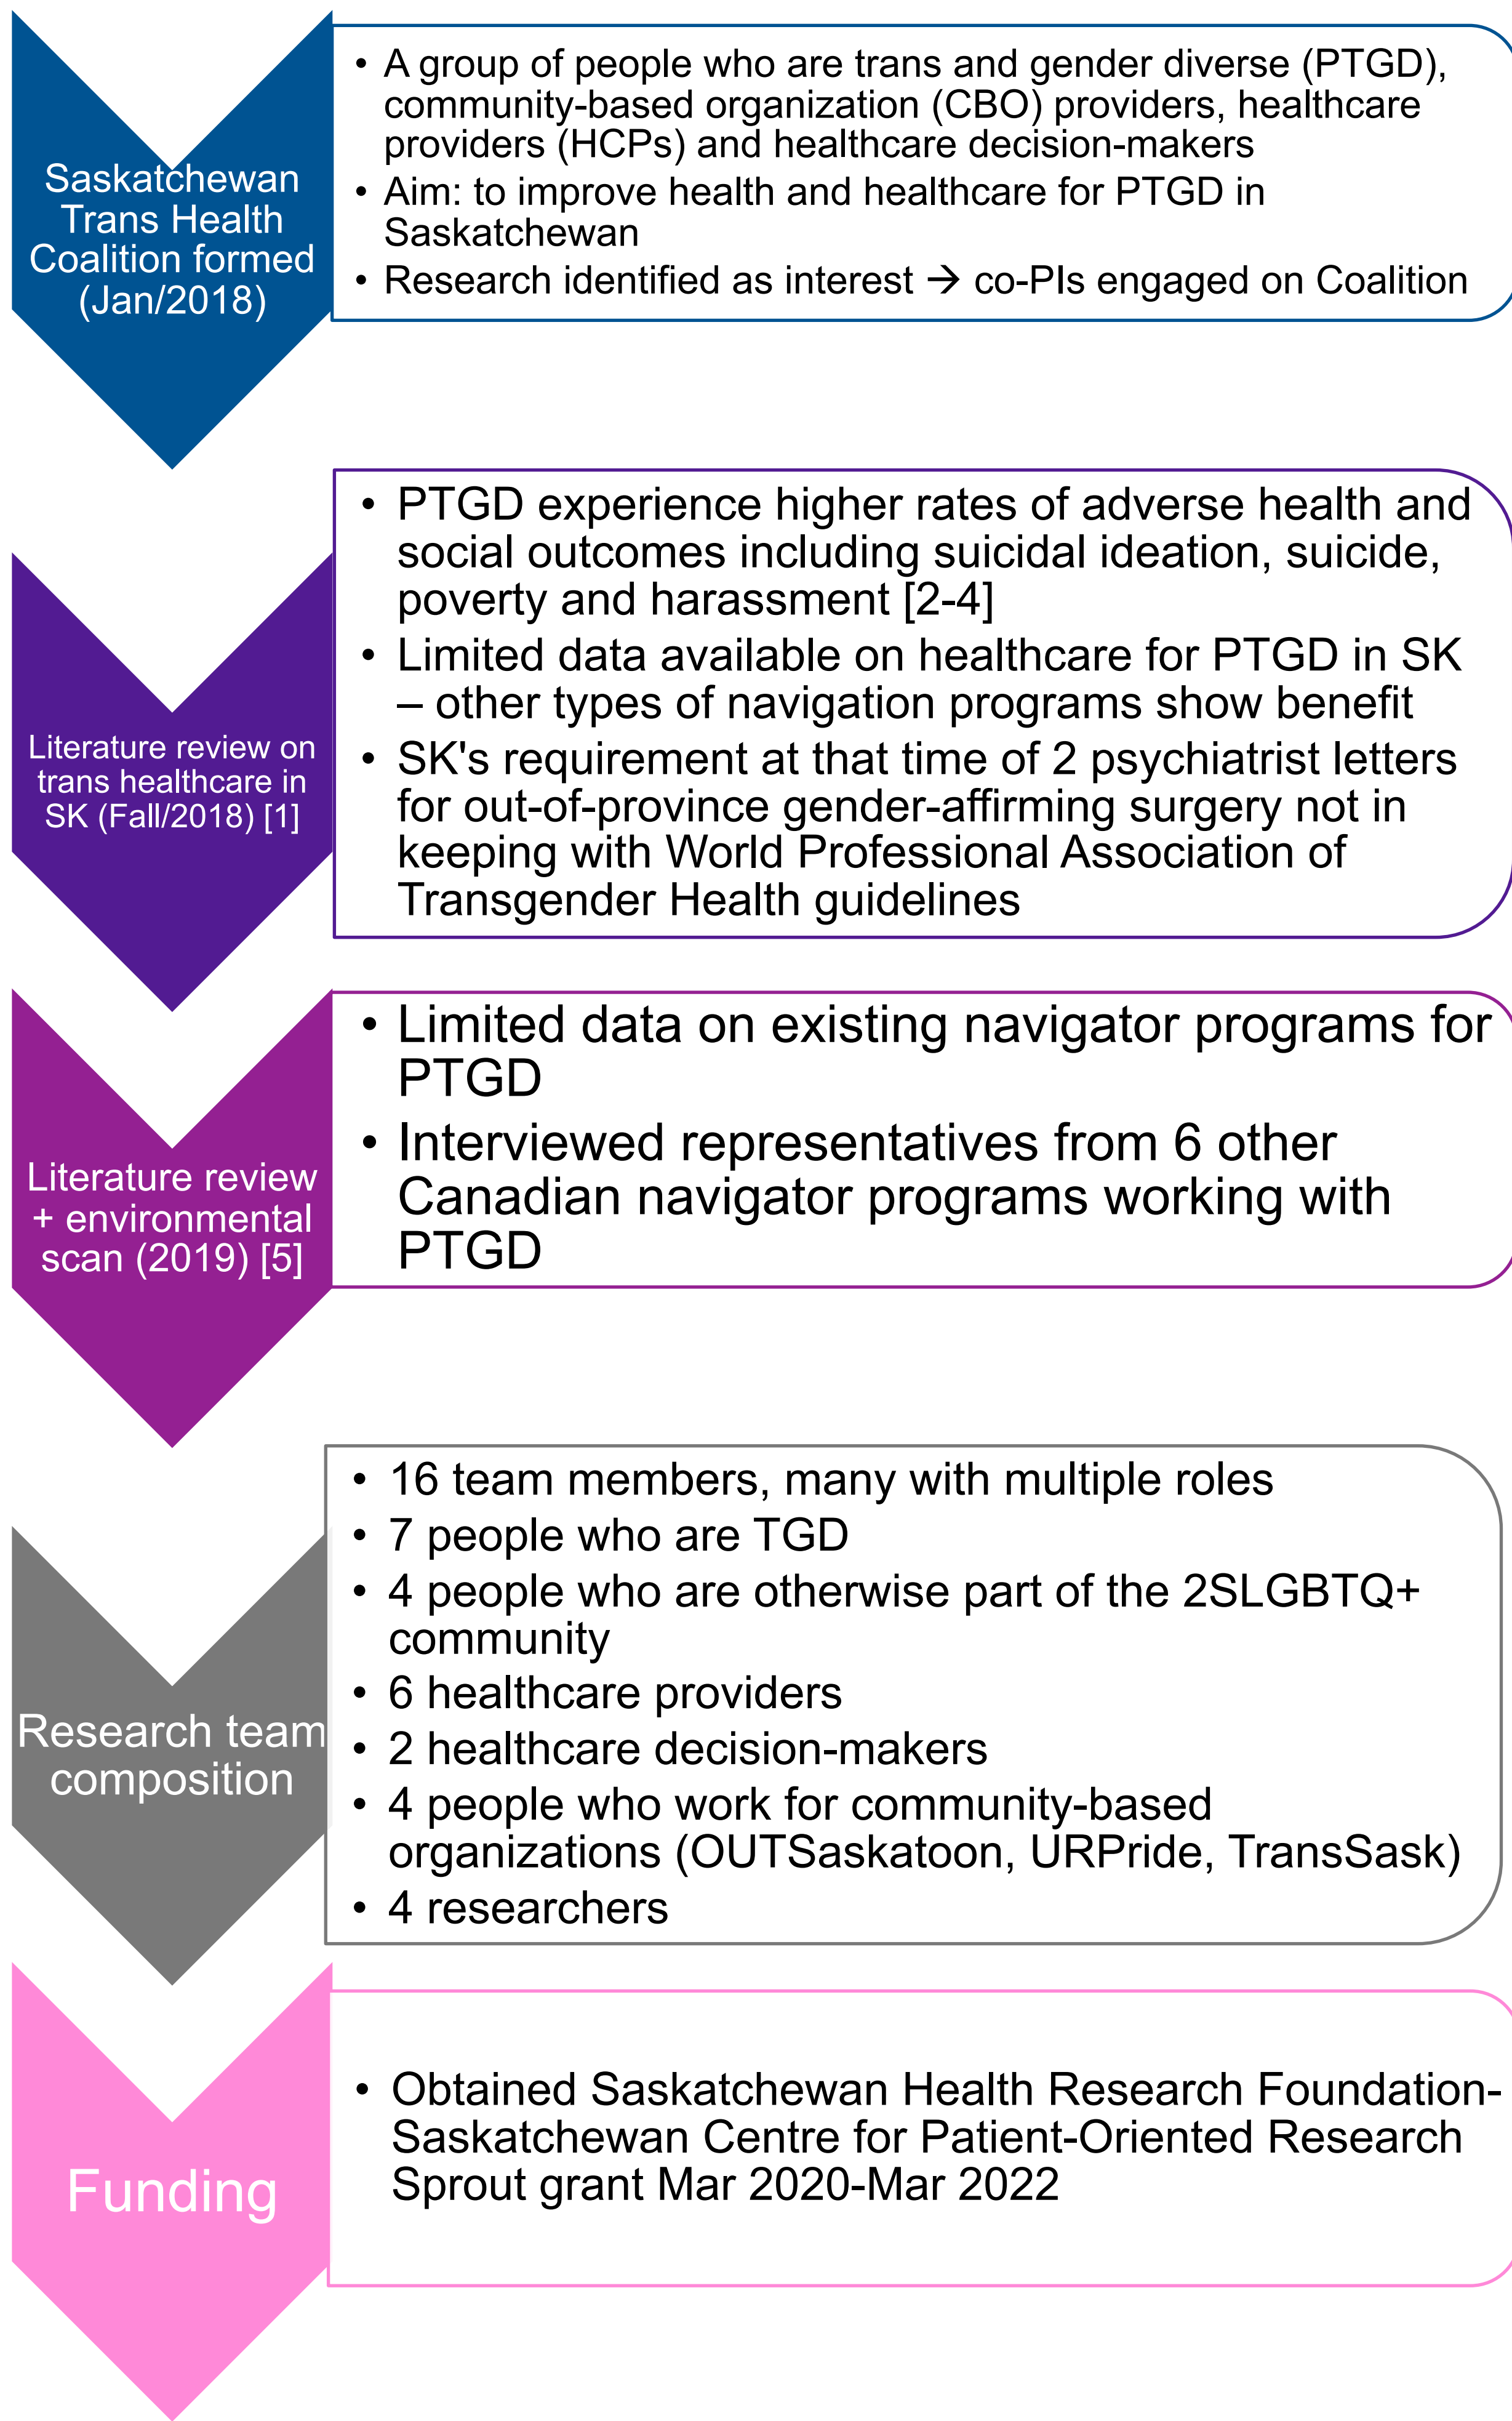 Saskatchewan
Trans Health
Coalition formed
(Jan/2018)
• A group of people who are trans and gender diverse (PTGD),
community-based organization (CBO) providers, healthcare
providers (HCPs) and healthcare decision-makers
• Aim: to improve health and healthcare for PTGD in
Saskatchewan
• Research identified as interest → co-PIs engaged on Coalition
Literature review on
trans healthcare in
SK (Fall/2018) [1]
• PTGD experience higher rates of adverse health and
social outcomes including suicidal ideation, suicide,
poverty and harassment [2-4]
• Limited data available on healthcare for PTGD in SK
– other types of navigation programs show benefit
• SK's requirement at that time of 2 psychiatrist letters
for out-of-province gender-affirming surgery not in
keeping with World Professional Association of
Transgender Health guidelines
Literature review
+ environmental
scan (2019) [5]
• Limited data on existing navigator programs for
PTGD
• Interviewed representatives from 6 other
Canadian navigator programs working with
PTGD
Research team
composition
• 16 team members, many with multiple roles
• 7 people who are TGD
• 4 people who are otherwise part of the 2SLGBTQ+
community
• 6 healthcare providers
• 2 healthcare decision-makers
• 4 people who work for community-based
organizations (OUTSaskatoon, URPride, TransSask)
• 4 researchers
Funding
• Obtained Saskatchewan Health Research Foundation-
Saskatchewan Centre for Patient-Oriented Research
Sprout grant Mar 2020-Mar 2022